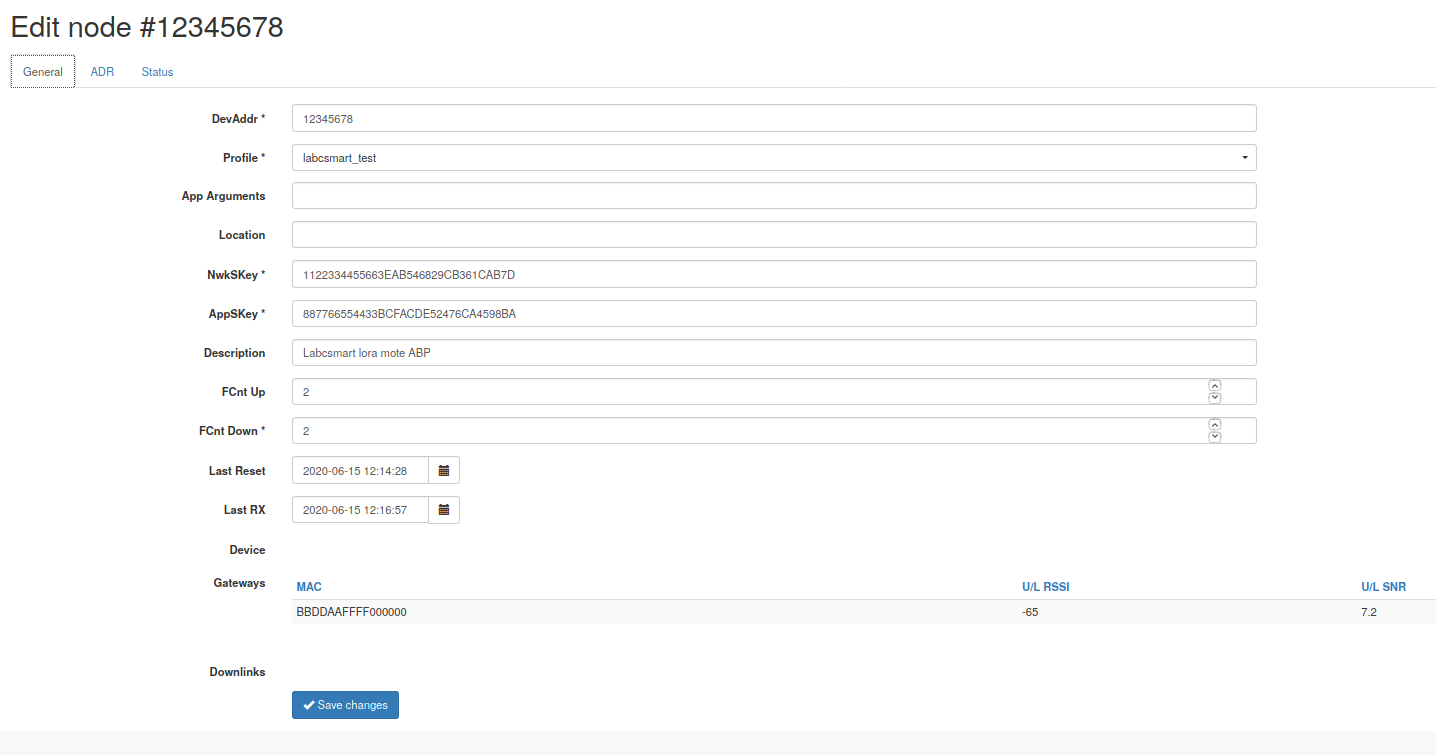 Edit node #12345678
General ADR Status
DevAddr * 12345678
Profile * labcsmart_test
App Arguments
Location
NwkSKey * 1122334455663EAB546829CB361CAB7D
AppSKey * 887766554433BCFACDE52476CA4598BA
Description Labcsmart lora mote ABP
FCnt Up 2
FCnt Down * 2
Last Reset 2020-06-15 12:14:28
Last RX 2020-06-15 12:16:57
Device
Gateways MAC U/L RSSI U/L SNR
BBDDAAFFFF000000 -65 7.2
Downlinks
Save changes